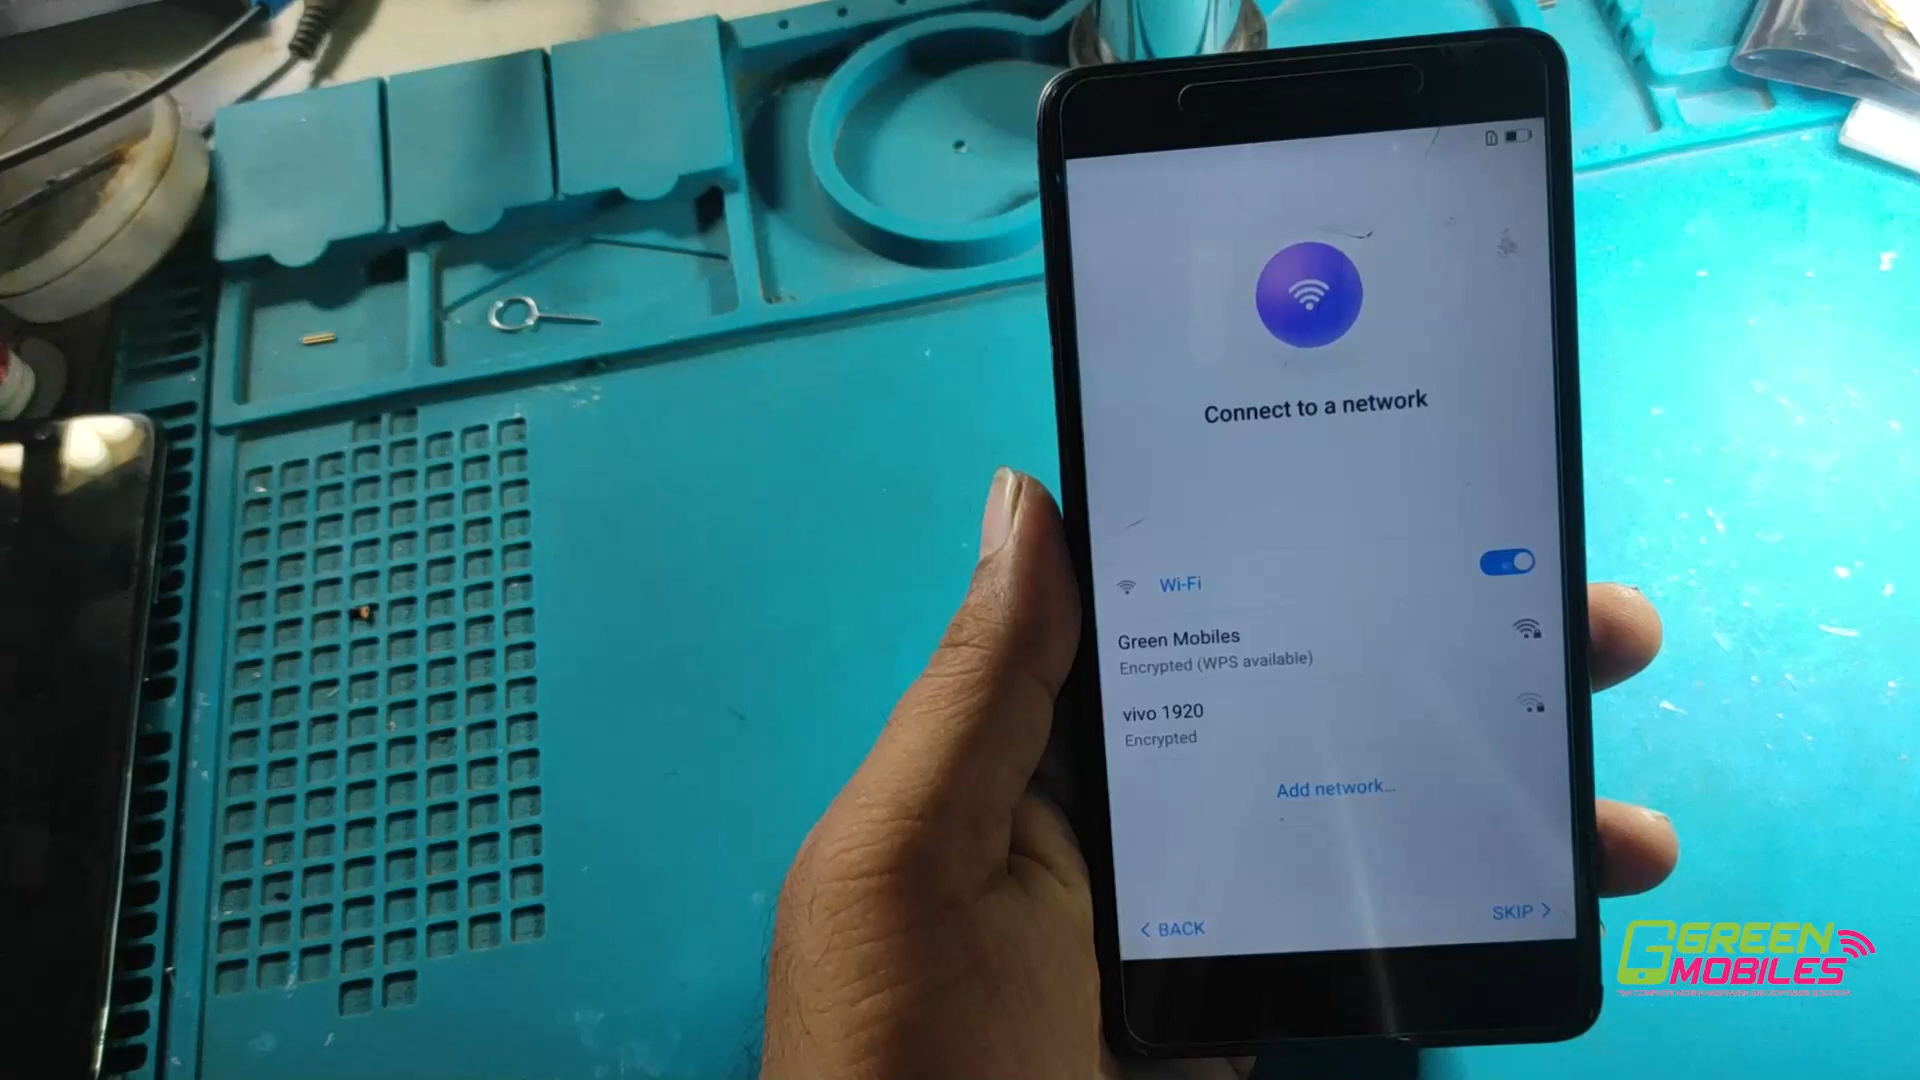 Connect to a network
Wi-Fi
Green Mobiles
Encrypted (WPS available)
vivo 1920
Encrypted
Add network...
< BACK
SKIP >
GREEN
MOBILES